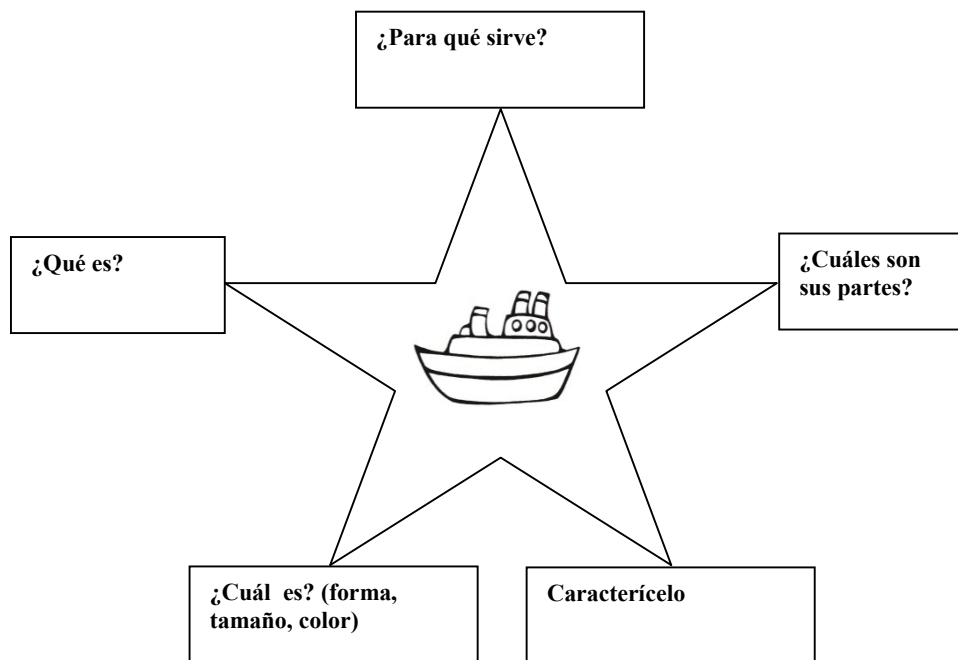 ¿Para qué sirve?
¿Qué es?
¿Cuáles son
sus partes?
¿Cuál  es? (forma,
tamaño, color)
Caracterícelo